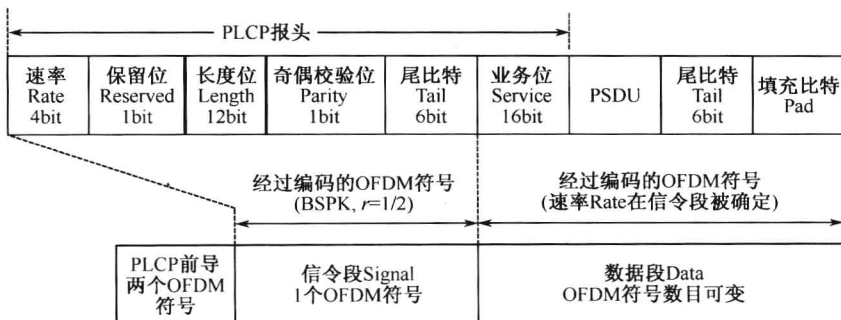 PLCP报头
速率
Rate
4bit
保留位
Reserved
1bit
长度位
Length
12bit
奇偶校验位
Parity
1bit
尾比特
Tail
6bit
业务位
Service
16bit
PSDU
尾比特
Tail
6bit
填充比特
Pad
经过编码的OFDM符号
(BSPK, r=1/2)
经过编码的OFDM符号
(速率Rate在信令段被确定)
PLCP前导
两个OFDM
符号
信令段Signal
1个OFDM符号
数据段Data
OFDM符号数目可变